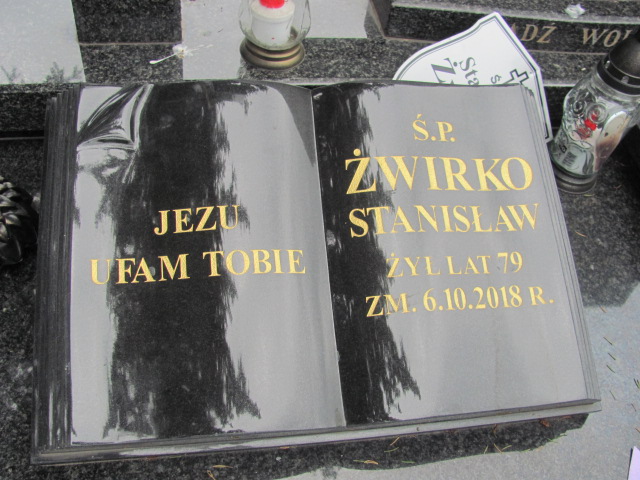 JEZU
UFAM TOBIE
Ś.P.
ŻWIRKO
STANISŁAW
ŻYŁ LAT 79
ZM. 6.10.2018 R.